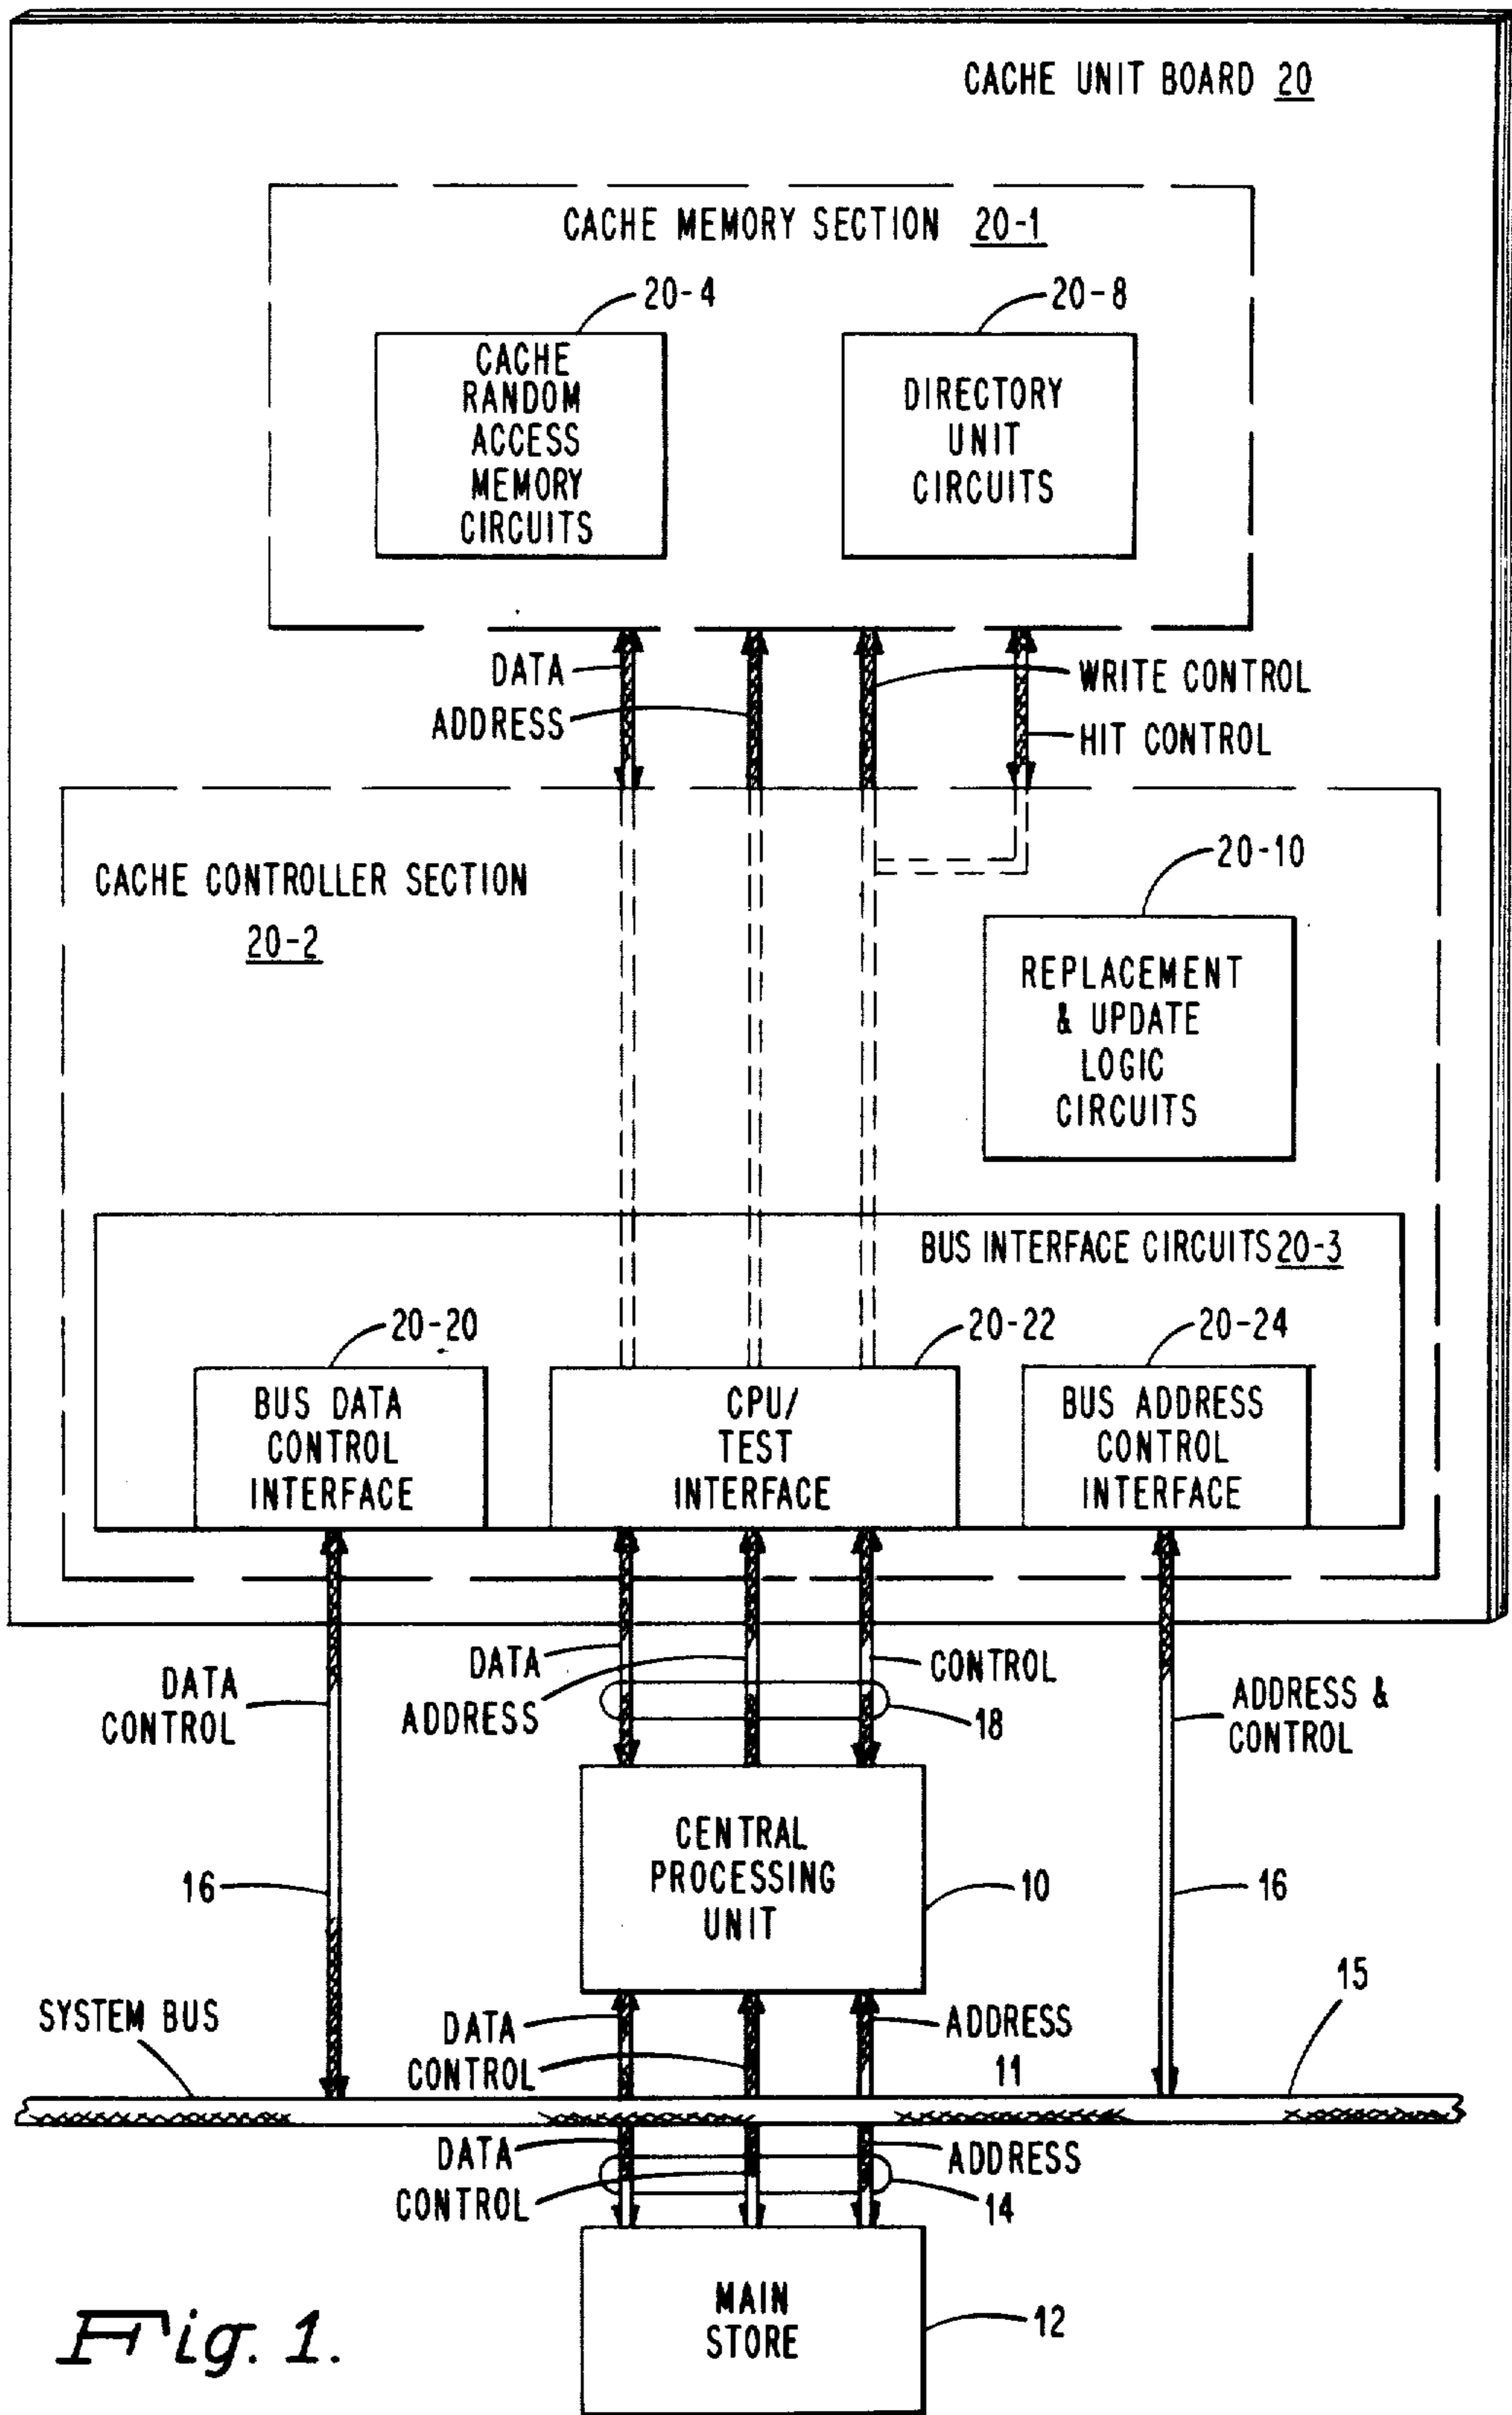 CACHE UNIT BOARD 20
CACHE MEMORY SECTION 20-1
20-4
20-8
CACHE
RANDOM
ACCESS
MEMORY
CIRCUITS
DIRECTORY
UNIT
CIRCUITS
DATA
ADDRESS
WRITE CONTROL
HIT CONTROL
CACHE CONTROLLER SECTION
20-2
20-10
REPLACEMENT
& UPDATE
LOGIC
CIRCUITS
BUS INTERFACE CIRCUITS 20-3
20-20
20-22
20-24
BUS DATA
CONTROL
INTERFACE
CPU/
TEST
INTERFACE
BUS ADDRESS
CONTROL
INTERFACE
DATA
CONTROL
DATA
ADDRESS
CONTROL
18
ADDRESS &
CONTROL
CENTRAL
PROCESSING
UNIT
10
16
16
SYSTEM BUS
DATA
CONTROL
ADDRESS
11
15
DATA
CONTROL
ADDRESS
14
MAIN
STORE
12
Fig. 1.